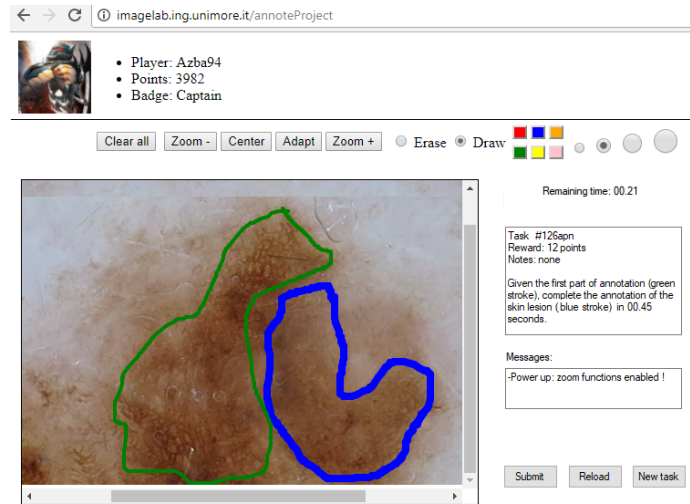 imagelab.ing.unimore.it/annoteProject
Player: Azba94
Points: 3982
Badge: Captain
Clear all Zoom - Center Adapt Zoom + Erase Draw
Remaining time: 00.21
Task #126apn
Reward: 12 points
Notes: none
Given the first part of annotation (green
stroke), complete the annotation of the
skin lesion ( blue stroke) in 00.45
seconds.
Messages:
-Power up: zoom functions enabled !
Submit Reload New task